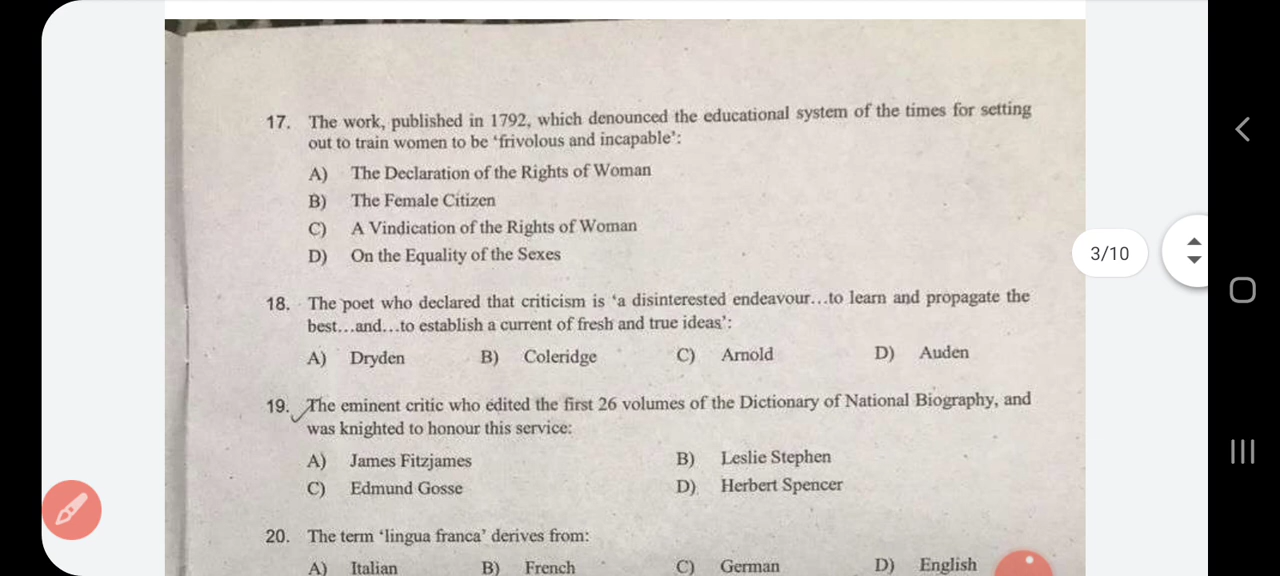 17. The work, published in 1792, which denounced the educational system of the times for setting
out to train women to be ‘frivolous and incapable’:
A) The Declaration of the Rights of Woman
B) The Female Citizen
C) A Vindication of the Rights of Woman
D) On the Equality of the Sexes
3/10
18. The poet who declared that criticism is ‘a disinterested endeavour...to learn and propagate the
best...and...to establish a current of fresh and true ideas’:
A) Dryden B) Coleridge C) Arnold D) Auden
19. The eminent critic who edited the first 26 volumes of the Dictionary of National Biography, and
was knighted to honour this service:
A) James Fitzjames B) Leslie Stephen
C) Edmund Gosse D) Herbert Spencer
20. The term ‘lingua franca’ derives from:
A) Italian B) French C) German D) English